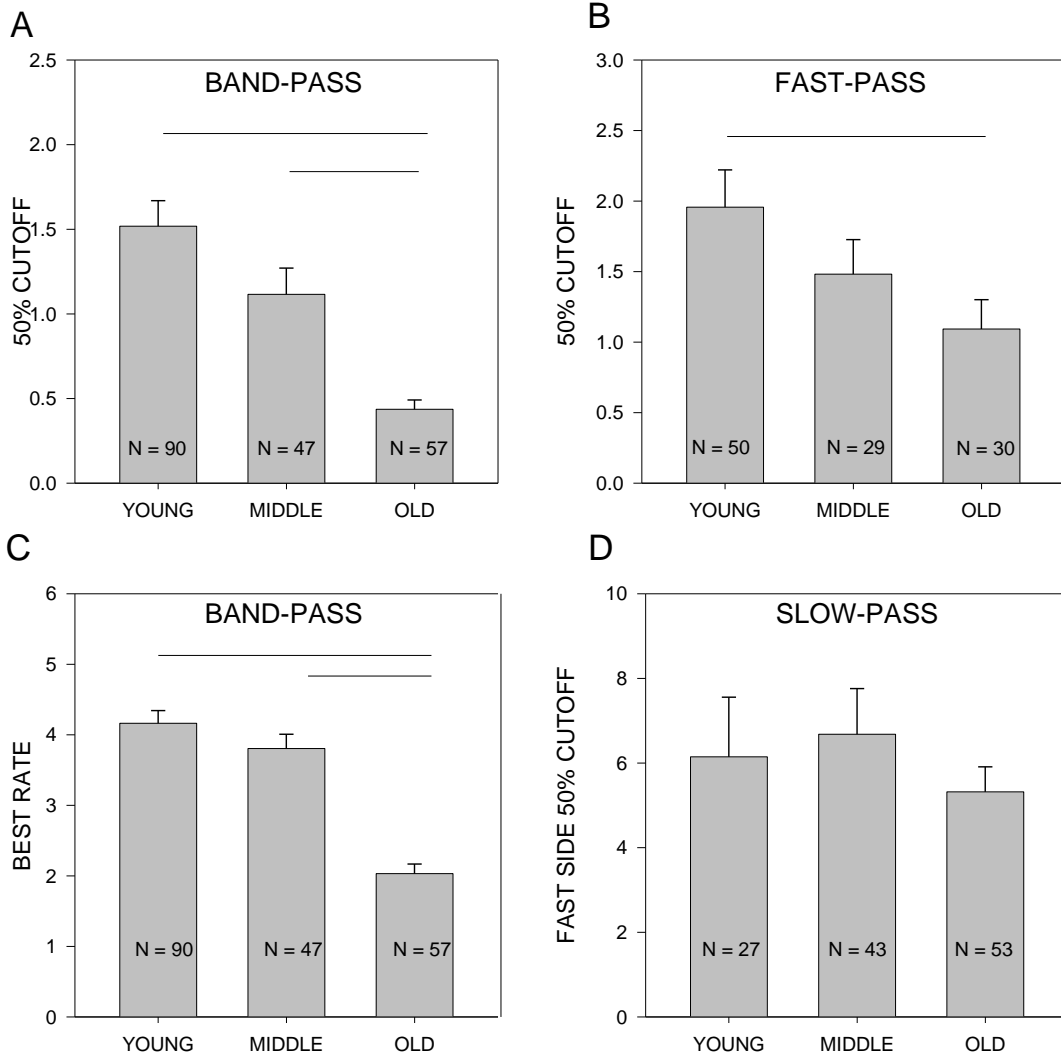 A
BAND-PASS
50% CUTOFF
2.5
2.0
1.5
1.0
0.5
0.0
N = 90
N = 47
N = 57
YOUNG
MIDDLE
OLD
B
FAST-PASS
50% CUTOFF
3.0
2.5
2.0
1.5
1.0
0.5
0.0
N = 50
N = 29
N = 30
YOUNG
MIDDLE
OLD
C
BAND-PASS
BEST RATE
6
5
4
3
2
1
0
N = 90
N = 47
N = 57
YOUNG
MIDDLE
OLD
D
SLOW-PASS
FAST SIDE 50% CUTOFF
10
8
6
4
2
0
N = 27
N = 43
N = 53
YOUNG
MIDDLE
OLD